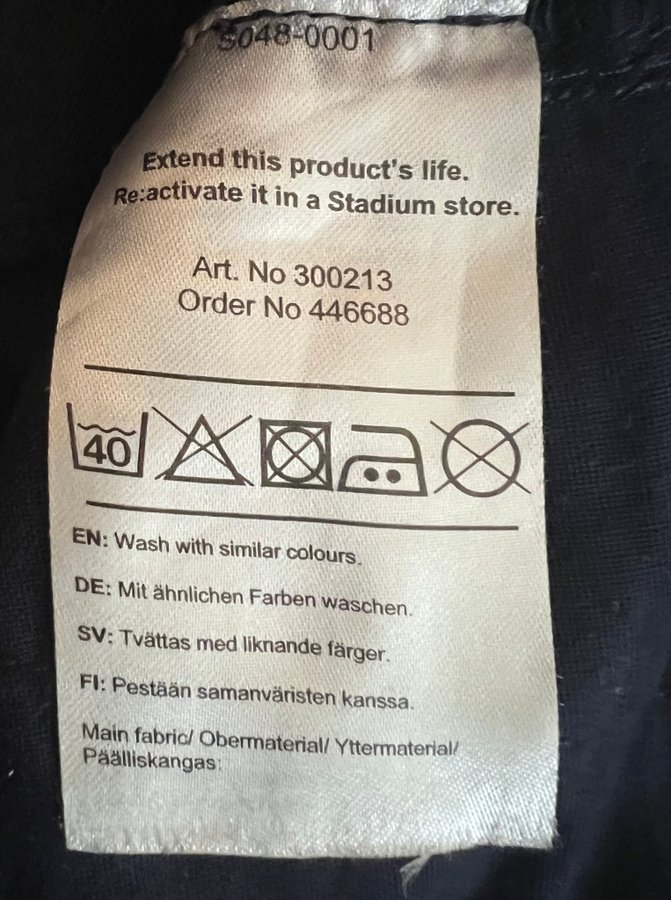 S048-0001
Extend this product's life.
Re:activate it in a Stadium store.
Art. No 300213
Order No 446688
40
EN: Wash with similar colours.
DE: Mit ähnlichen Farben waschen.
SV: Tvättas med liknande färger.
FI: Pestään samanväristen kanssa.
Main fabric/ Obermaterial/ Yttermaterial/
Päälliskangas: